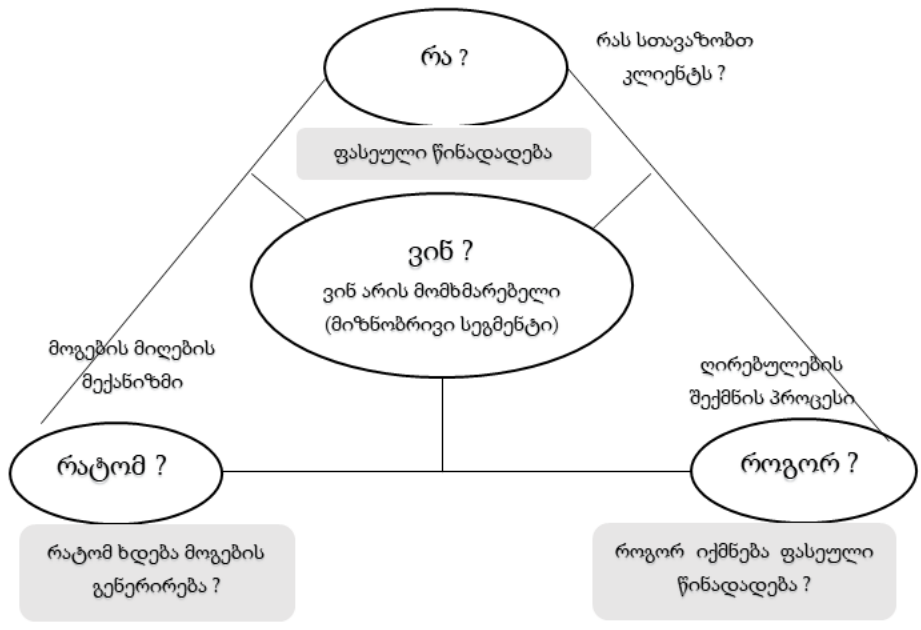 რა ?
რას სთავაზობთ
კლიენტს ?
ფასეული წინადადება
ვინ ?
ვინ არის მომხმარებელი
(მიზნობრივი სეგმენტი)
მოგების მიღების
მექანიზმი
ღირებულების
შექმნის პროცესი
რატომ ?
როგორ ?
რატომ ხდება მოგების
გენერირება ?
როგორ იქმნება ფასეული
წინადადება ?